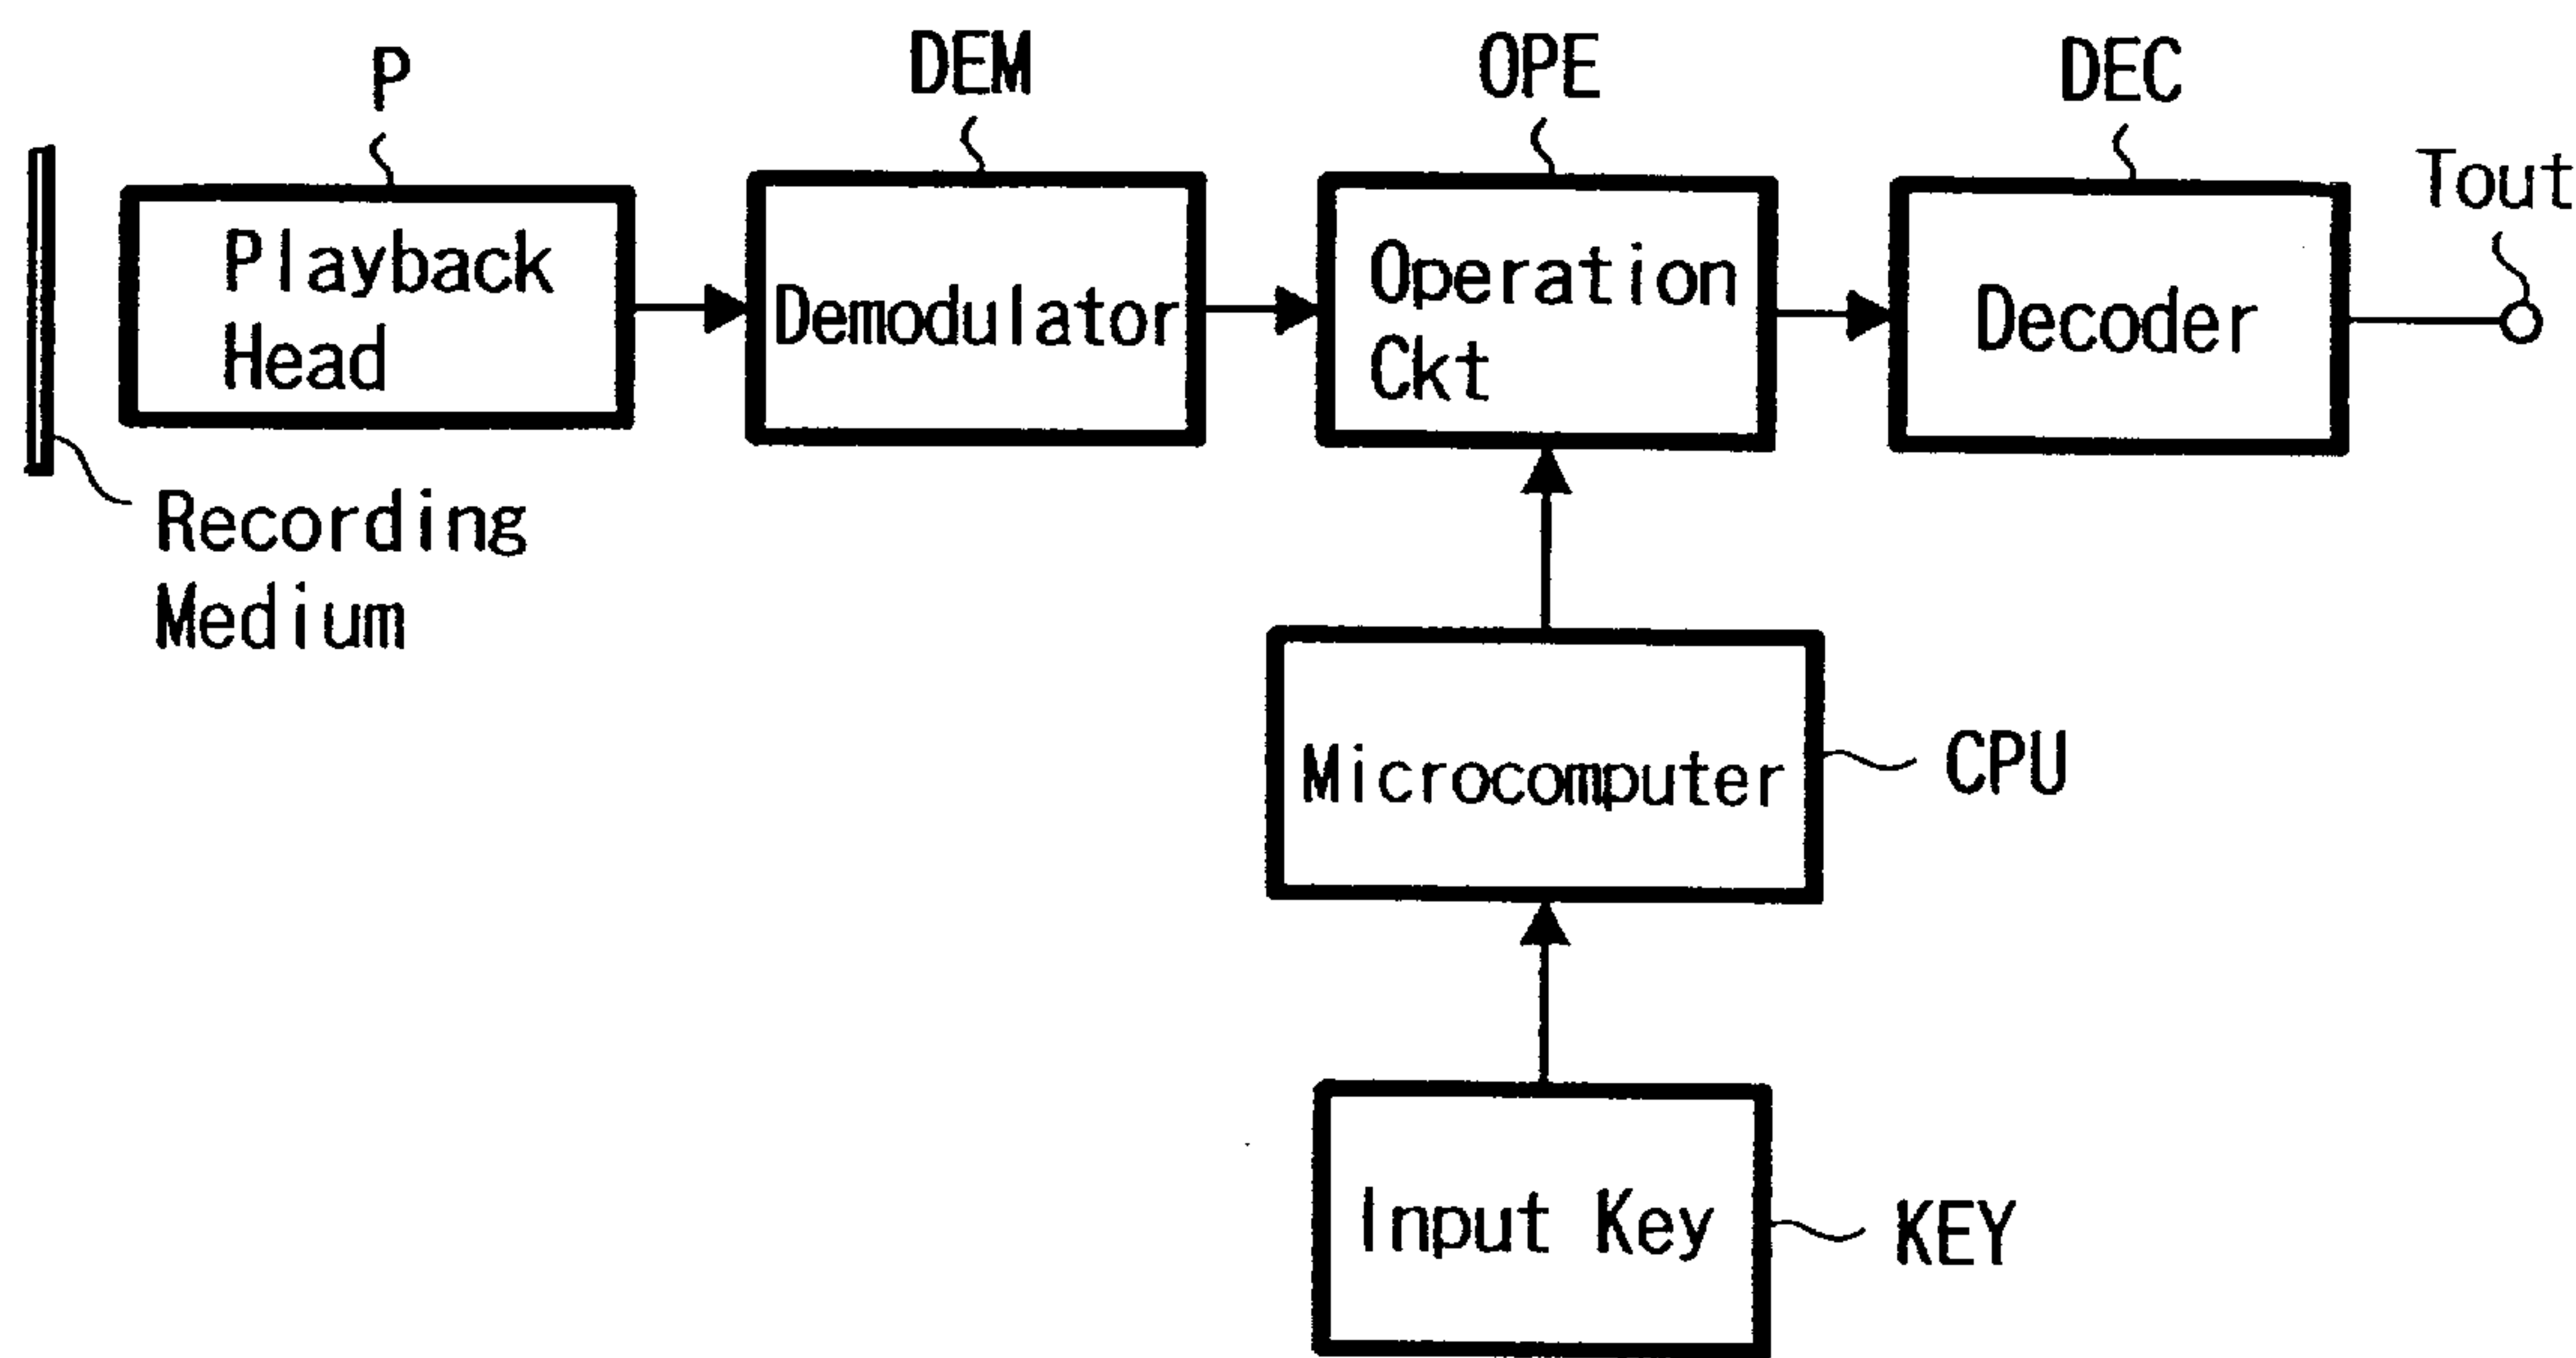 P
DEM
OPE
DEC
Tout
Playback
Head
Demodulator
Operation
Ckt
Decoder
Recording
Medium
Microcomputer
CPU
Input Key
KEY